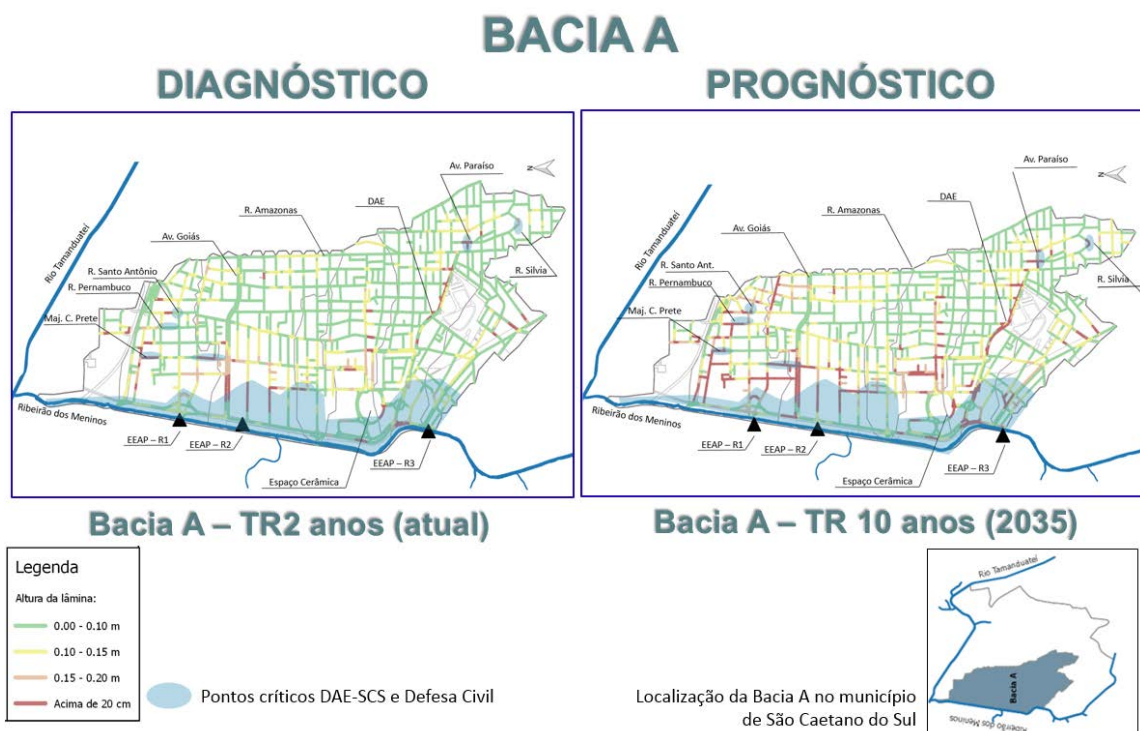 BACIA A
DIAGNÓSTICO
PROGNÓSTICO
Av. Paraíso
N
DAE
R. Amazonas
Av. Goiás
R. Santo Antônio
R. Pernambuco
Maj. C. Prete
R. Silvia
Rio Tamanduateí
Ribeirão dos Meninos
EEAP – R1
EEAP – R2
EEAP – R3
Espaço Cerâmica
Av. Paraíso
N
DAE
R. Amazonas
Av. Goiás
R. Santo Ant.
R. Pernambuco
Maj. C. Prete
R. Silvia
Rio Tamanduateí
Ribeirão dos Meninos
EEAP – R1
EEAP – R2
EEAP – R3
Espaço Cerâmica
Bacia A – TR2 anos (atual)
Bacia A – TR 10 anos (2035)
Legenda
Altura da lâmina:
0.00 - 0.10 m
0.10 - 0.15 m
0.15 - 0.20 m
Acima de 20 cm
Pontos críticos DAE-SCS e Defesa Civil
Localização da Bacia A no município
de São Caetano do Sul
Rio Tamanduateí
Bacia A
Ribeirão dos Meninos